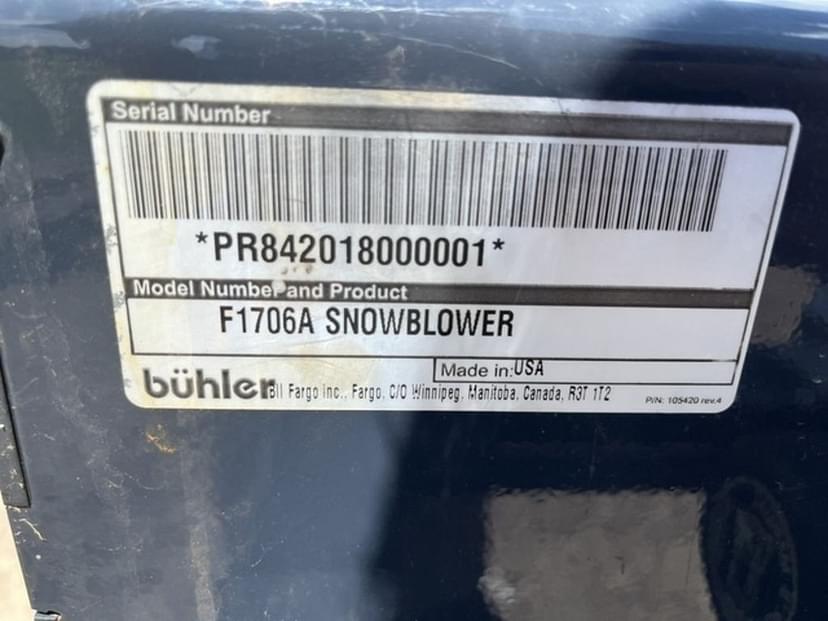 Serial Number
*PR842018000001*
Model Number and Product
F1706A SNOWBLOWER
Made in: USA
bühler BII Fargo Inc., Fargo, C/O Winnipeg, Manitoba, Canada, R3T 1T2
P/N: 105420 rev.4